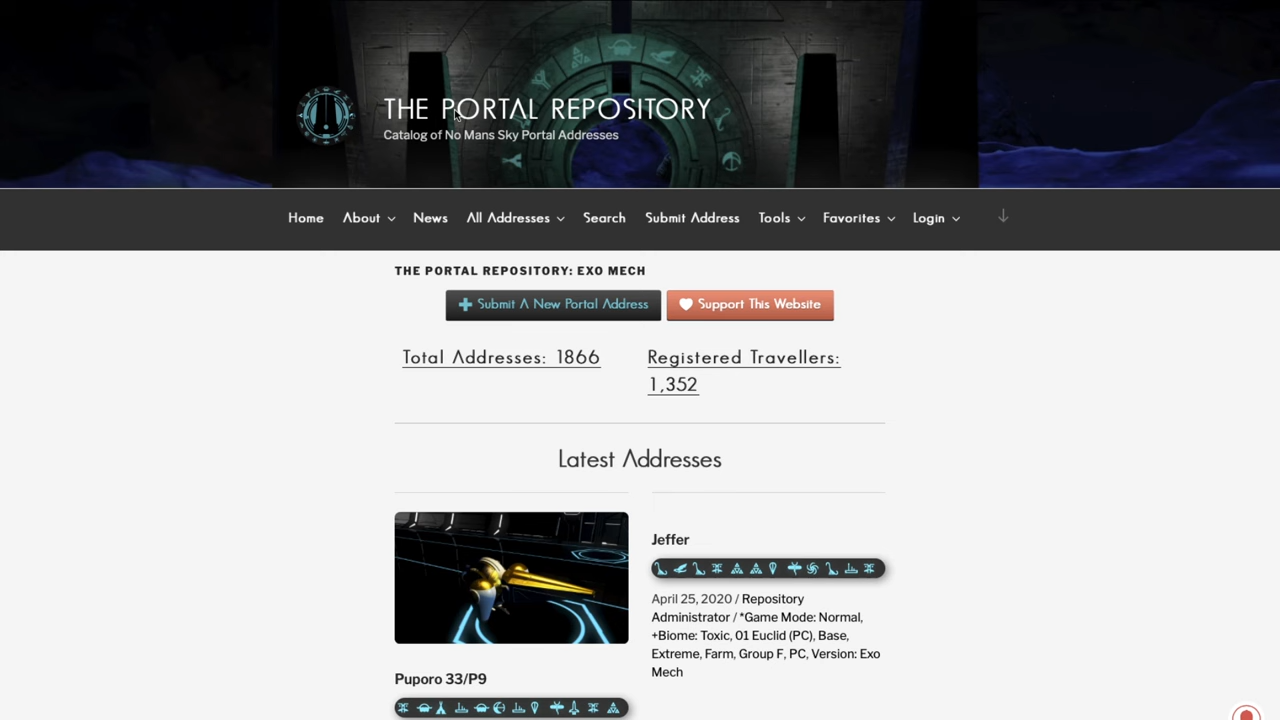 THE PORTAL REPOSITORY
Catalog of No Mans Sky Portal Addresses
Home About News All Addresses Search Submit Address Tools Favorites Login
THE PORTAL REPOSITORY: EXO MECH
Submit A New Portal Address Support This Website
Total Addresses: 1866
Registered Travellers:
1,352
Latest Addresses
Puporo 33/P9
Jeffer
April 25, 2020 / Repository
Administrator / *Game Mode: Normal,
+Biome: Toxic, 01 Euclid (PC), Base,
Extreme, Farm, Group F, PC, Version: Exo
Mech